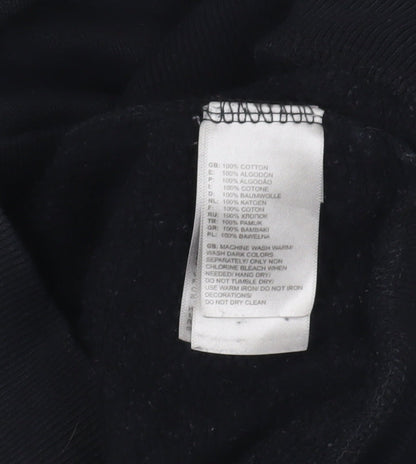 GB: 100% COTTON
E: 100% ALGODON
P: 100% ALGODÃO
I: 100% COTONE
D: 100% BAUMWOLLE
NL: 100% KATOEN
F: 100% COTON
RU: 100% ХЛОПОК
TR: 100% PAMUK
GR: 100% BAMBAKI
PL: 100% BAWELNA
GB: MACHINE WASH WARM/
WASH DARK COLORS
SEPARATELY/ ONLY NON
CHLORINE BLEACH WHEN
NEEDED/ HANG DRY/
DO NOT TUMBLE DRY/
USE WARM IRON/ DO NOT IRON
DECORATIONS/
DO NOT DRY CLEAN